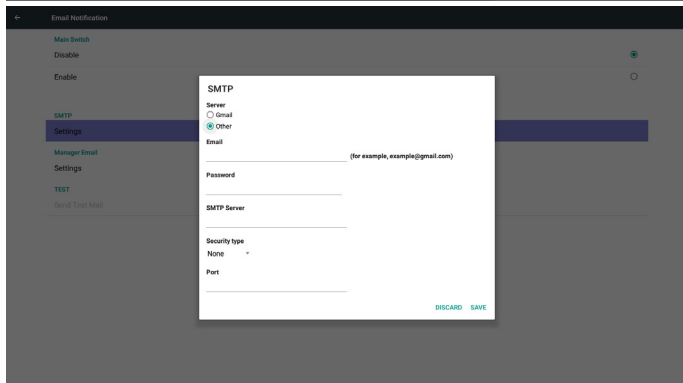 Email Notification
Main Switch
Disable
Enable
SMTP
Settings
Manager Email
Settings
TEST
Send Test Mail
SMTP
Server
Gmail
Other
Email
(for example, example@gmail.com)
Password
SMTP Server
Security type
None
Port
DISCARD SAVE